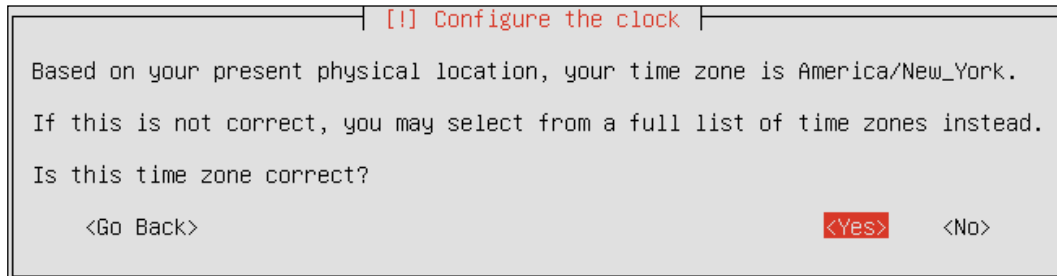 [!] Configure the clock
Based on your present physical location, your time zone is America/New_York.
If this is not correct, you may select from a full list of time zones instead.
Is this time zone correct?
<Go Back> <Yes> <No>